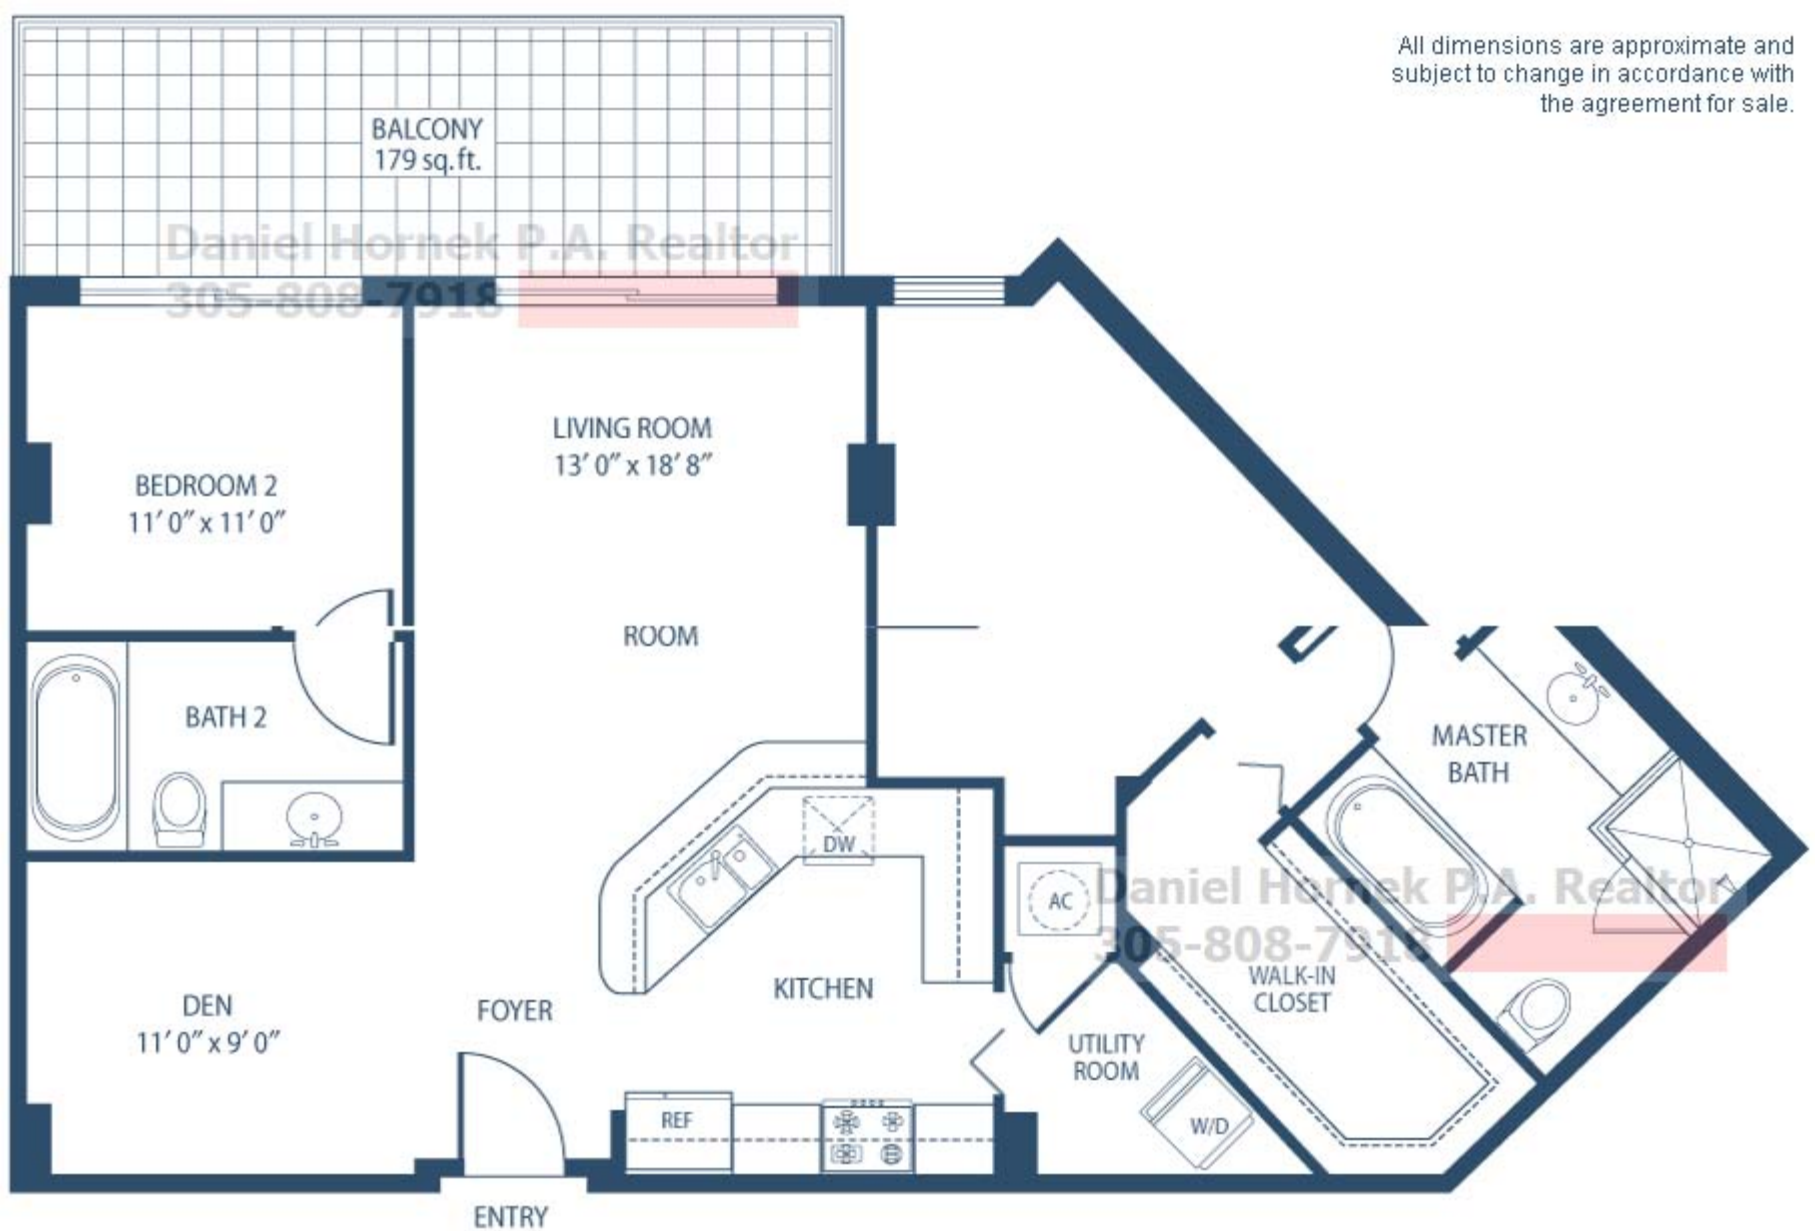 All dimensions are approximate and
subject to change in accordance with
the agreement for sale.
BALCONY
179 sq.ft.
Daniel Hornek P.A. Realtor
305-808-7918
LIVING ROOM
13' 0" x 18' 8"
BEDROOM 2
11' 0" x 11' 0"
ROOM
BATH 2
MASTER
BATH
DW
AC
Daniel Hornek P.A. Realtor
305-808-7918
KITCHEN
WALK-IN
CLOSET
DEN
11' 0" x 9' 0"
FOYER
UTILITY
ROOM
REF
W/D
ENTRY